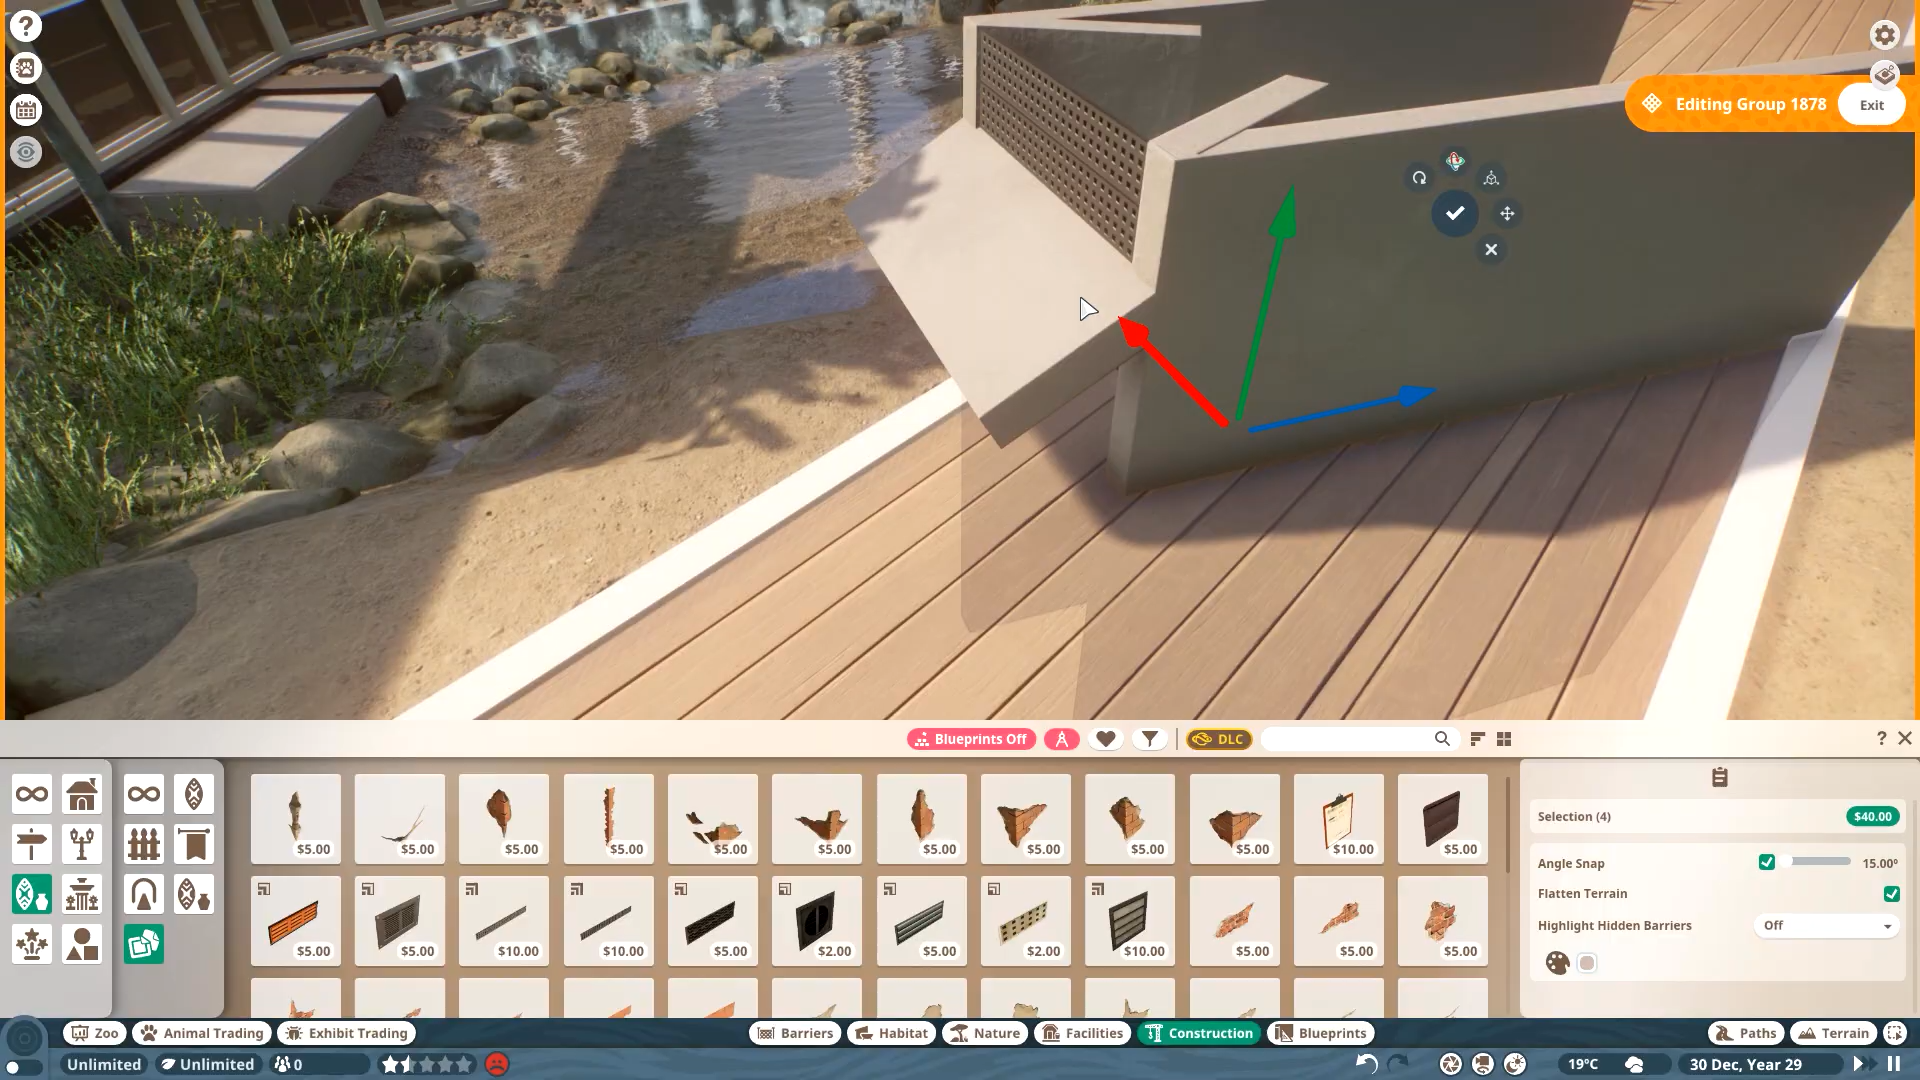 Editing Group 1878
Exit
Blueprints Off
DLC
?
$5.00 $5.00 $5.00 $5.00 $5.00 $5.00 $5.00 $5.00 $5.00 $5.00 $10.00 $5.00
$5.00 $5.00 $10.00 $10.00 $5.00 $2.00 $5.00 $2.00 $10.00 $5.00 $5.00 $5.00
Selection (4) $40.00
Angle Snap 15.00º
Flatten Terrain
Highlight Hidden Barriers Off
Zoo Animal Trading Exhibit Trading Barriers Habitat Nature Facilities Construction Blueprints Paths Terrain
Unlimited Unlimited 0 19°C 30 Dec, Year 29